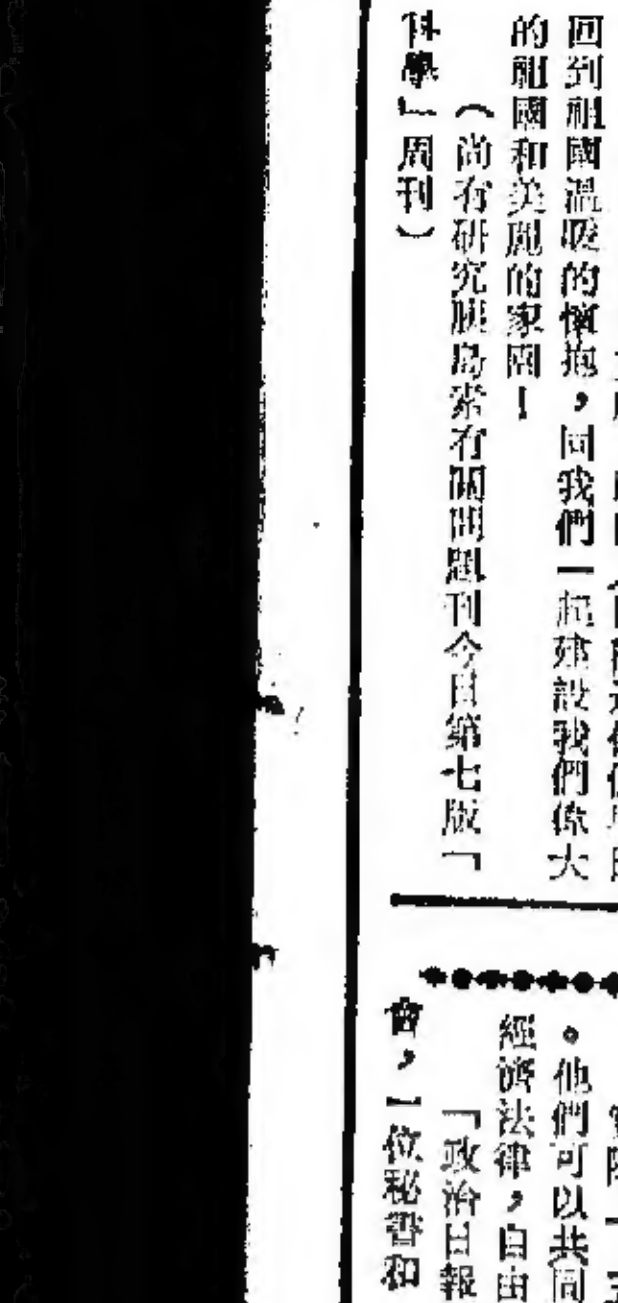 回到祖國溫暖的懷抱，同我們一起建設我們偉大
的祖國和美麗的家園！
（尚有研究胰島素有關問題刊今日第七版「
科學」周刊）
。他們可以共同
經濟法律，自由
「政治日報
會，一位秘書和